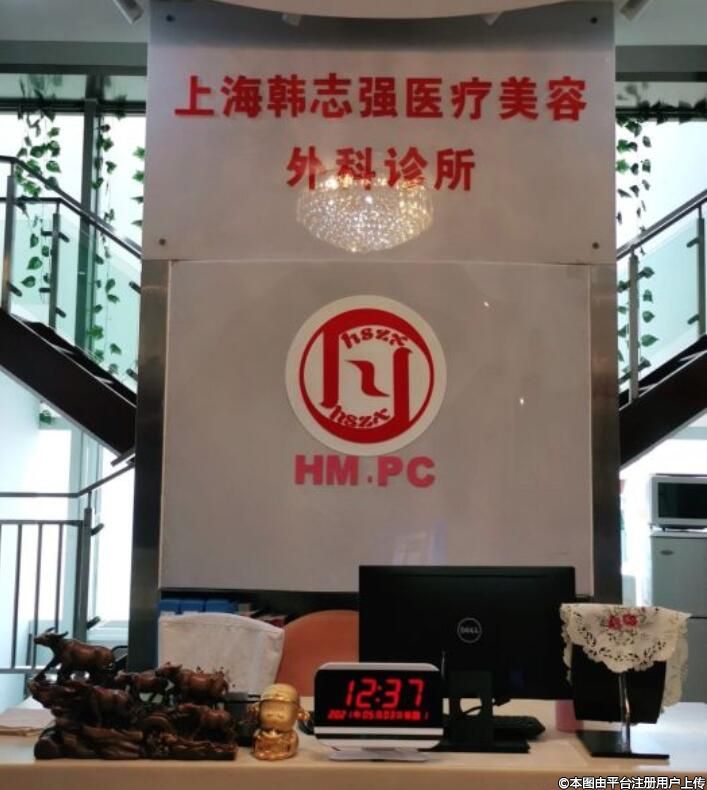 上海韩志强医疗美容
外科诊所
hszx
hszx
HM.PC
DELL
12:37
©本图由平台注册用户上传